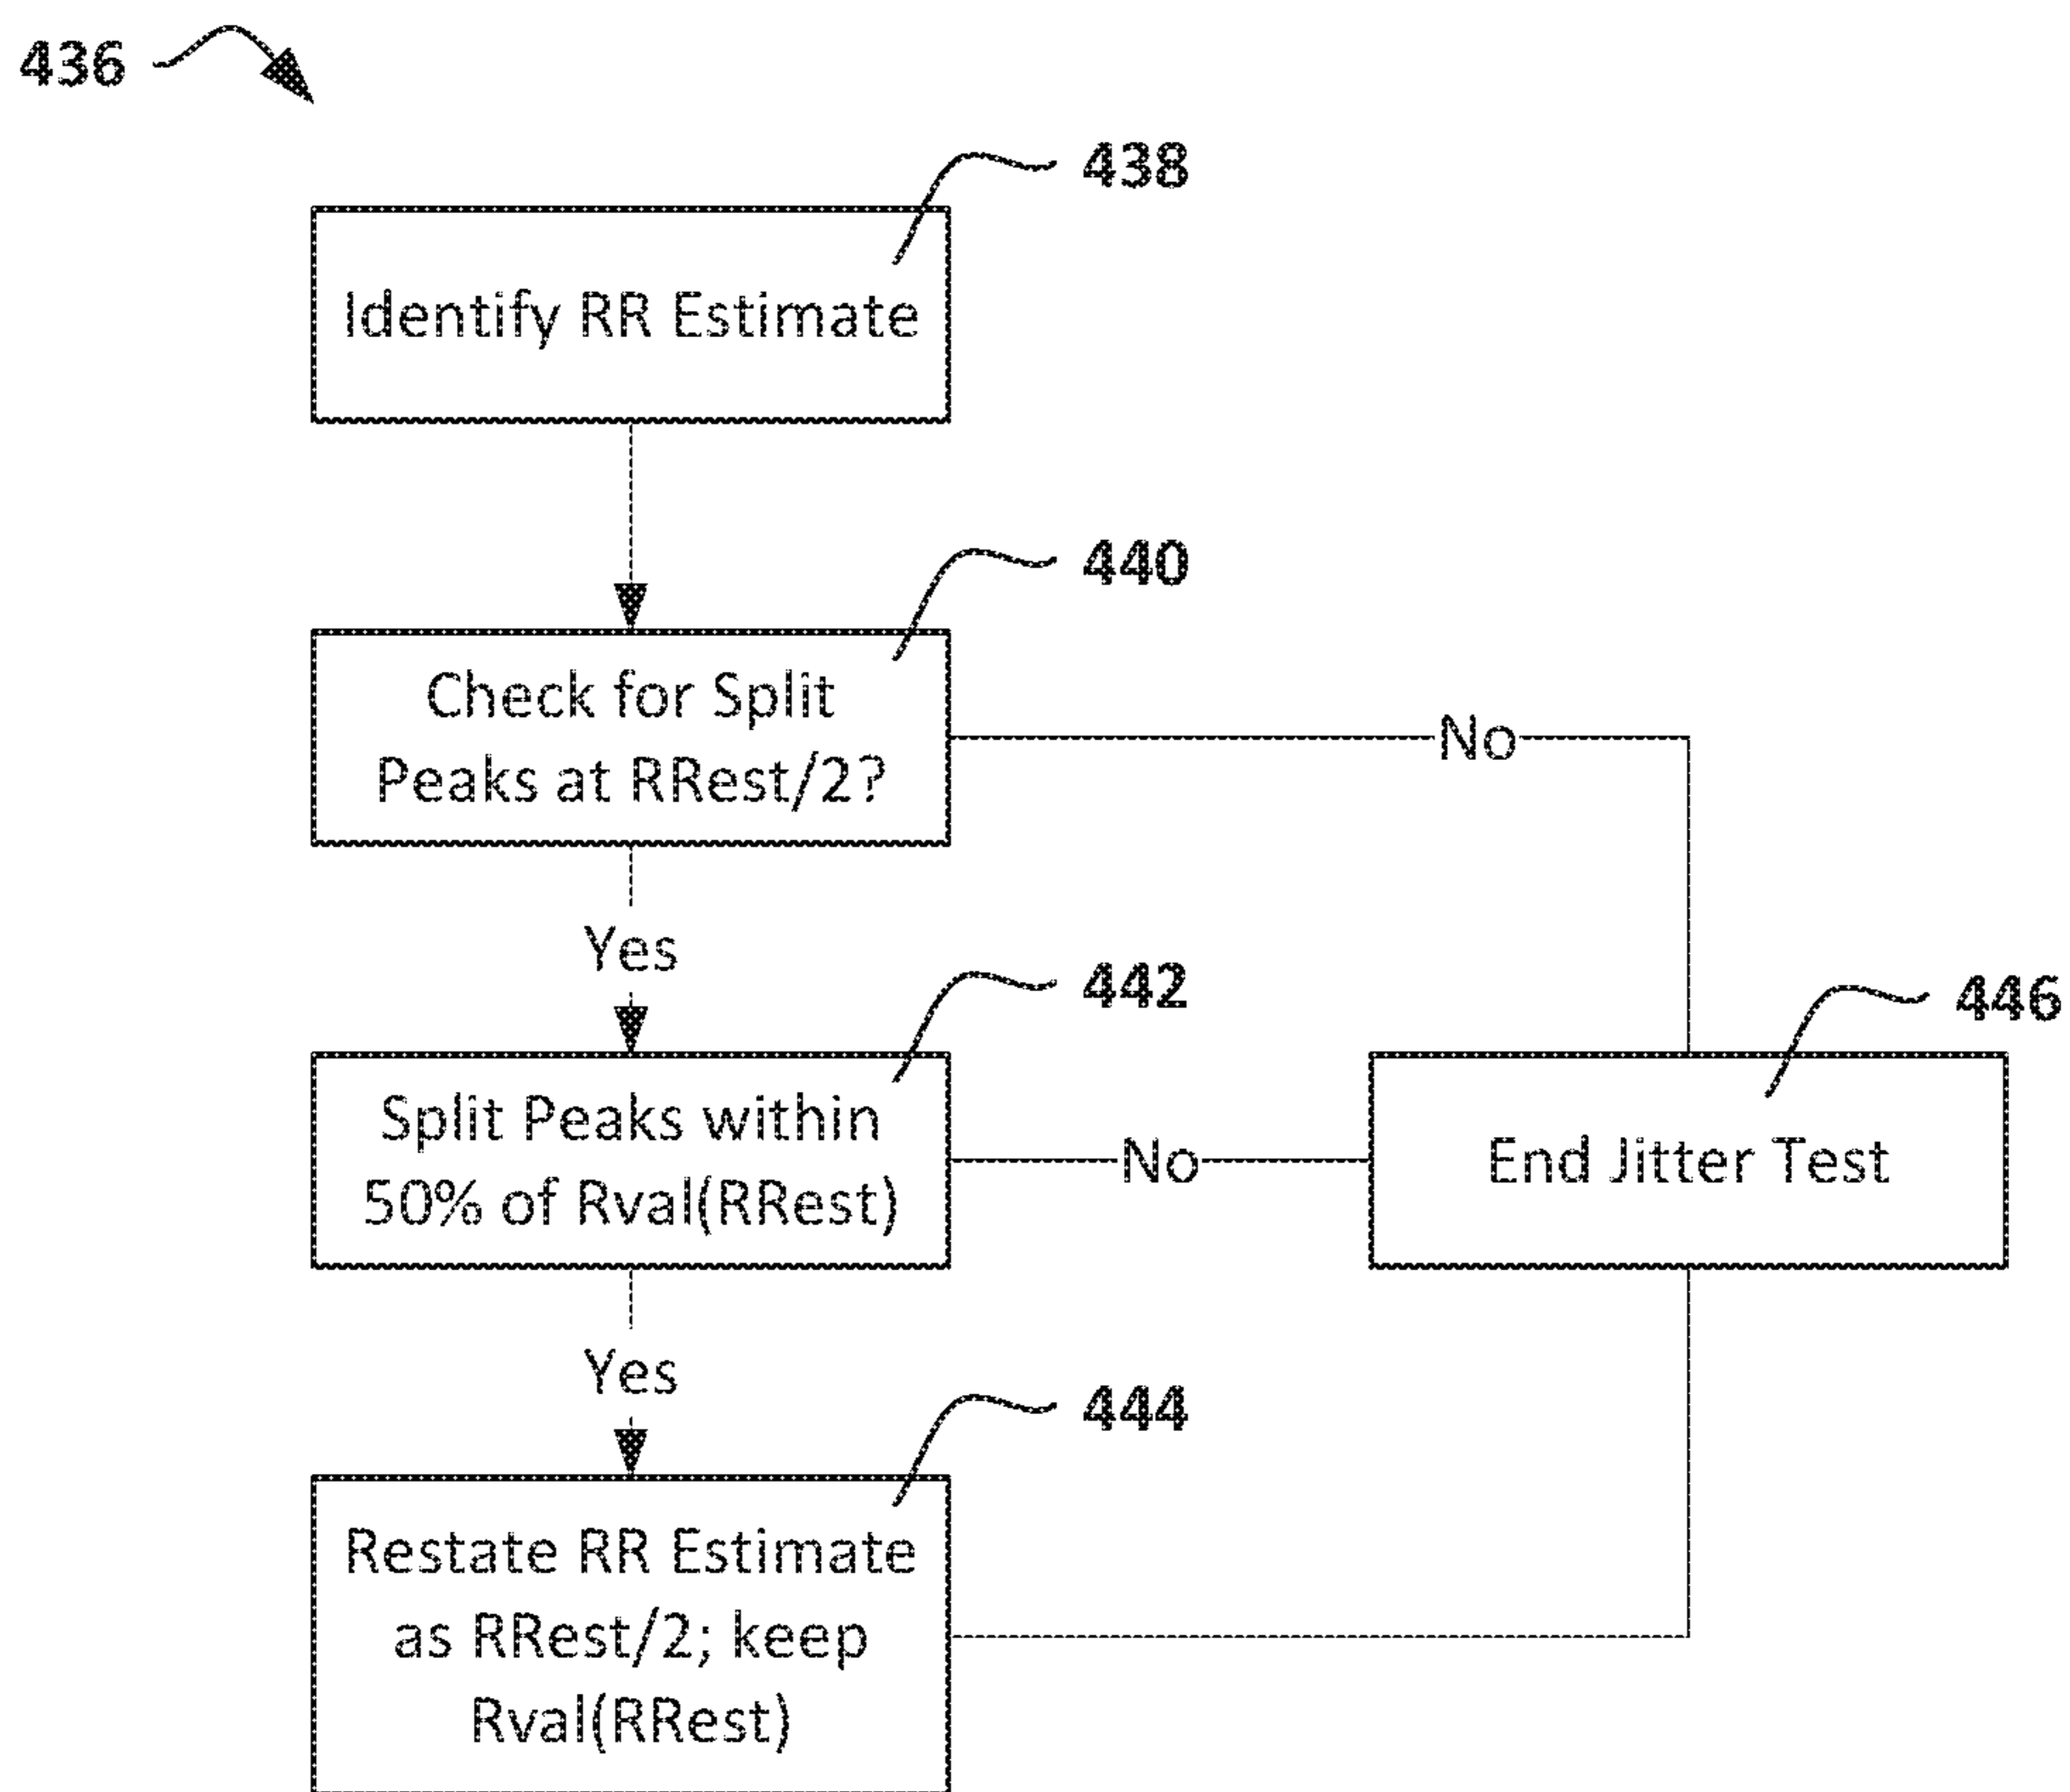 436
438
Identify RR Estimate
440
Check for Split
Peaks at RRest/2?
No
Yes
442
446
Split Peaks within
50% of Rval(RRest)
No
End Jitter Test
Yes
444
Restate RR Estimate
as RRest/2; keep
Rval(RRest)